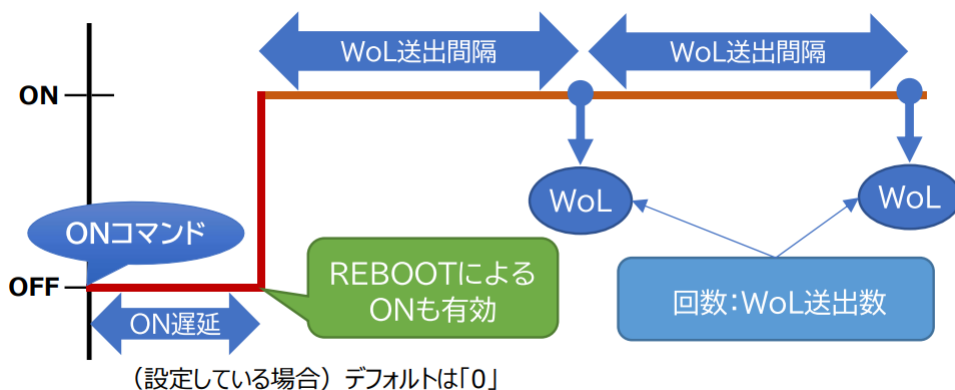 WoL送出間隔
WoL送出間隔
ON
WoL
WoL
ONコマンド
OFF
REBOOTによる
ONも有効
回数：WoL送出数
ON遅延
（設定している場合）デフォルトは「0」